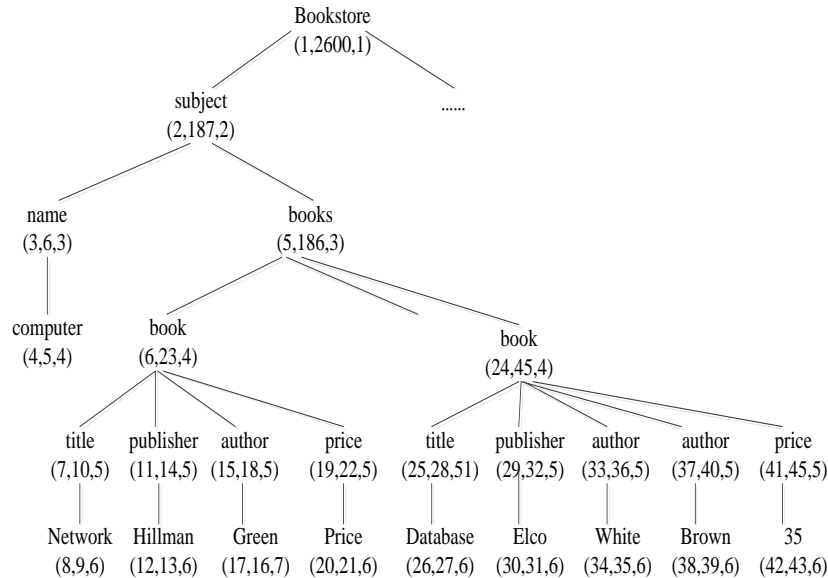 Bookstore
(1,2600,1)
subject
(2,187,2)
......
name
(3,6,3)
books
(5,186,3)
computer
(4,5,4)
book
(6,23,4)
book
(24,45,4)
title publisher author price title publisher author author price
(7,10,5) (11,14,5) (15,18,5) (19,22,5) (25,28,51) (29,32,5) (33,36,5) (37,40,5) (41,45,5)
Network Hillman Green Price Database Elco White Brown 35
(8,9,6) (12,13,6) (17,16,7) (20,21,6) (26,27,6) (30,31,6) (34,35,6) (38,39,6) (42,43,6)